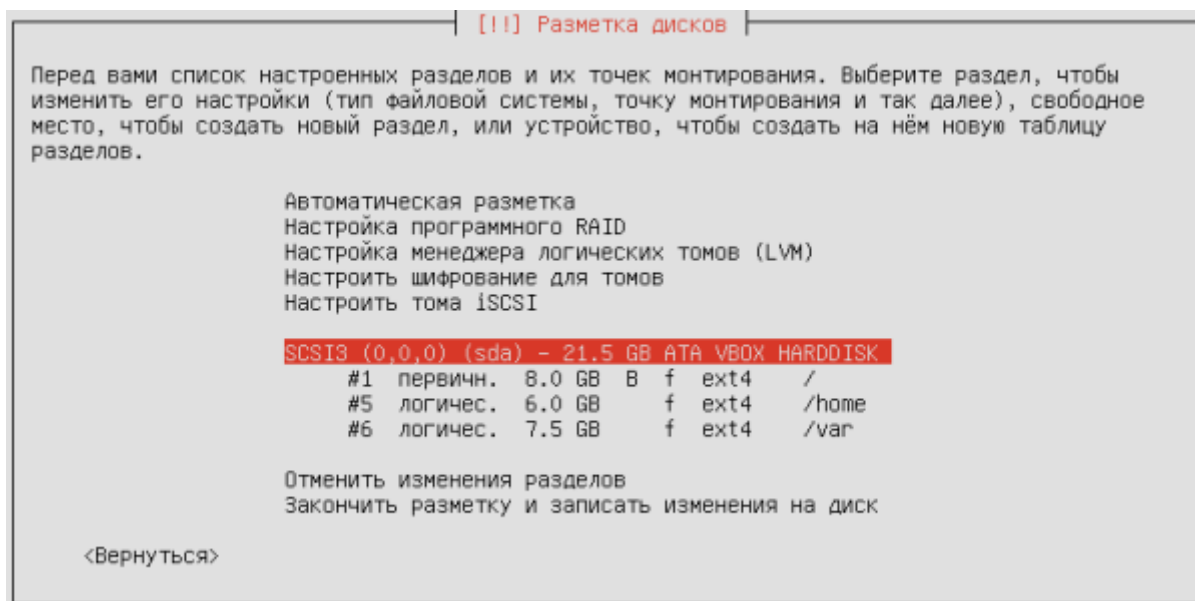 [!!] Разметка дисков
Перед вами список настроенных разделов и их точек монтирования. Выберите раздел, чтобы
изменить его настройки (тип файловой системы, точку монтирования и так далее), свободное
место, чтобы создать новый раздел, или устройство, чтобы создать на нём новую таблицу
разделов.
Автоматическая разметка
Настройка программного RAID
Настройка менеджера логических томов (LVM)
Настроить шифрование для томов
Настроить тома iSCSI
SCSI3 (0,0,0) (sda) - 21.5 GB ATA VBOX HARDDISK
#1 первичн. 8.0 GB B f ext4 /
#5 логичес. 6.0 GB f ext4 /home
#6 логичес. 7.5 GB f ext4 /var
Отменить изменения разделов
Закончить разметку и записать изменения на диск
<Вернуться>